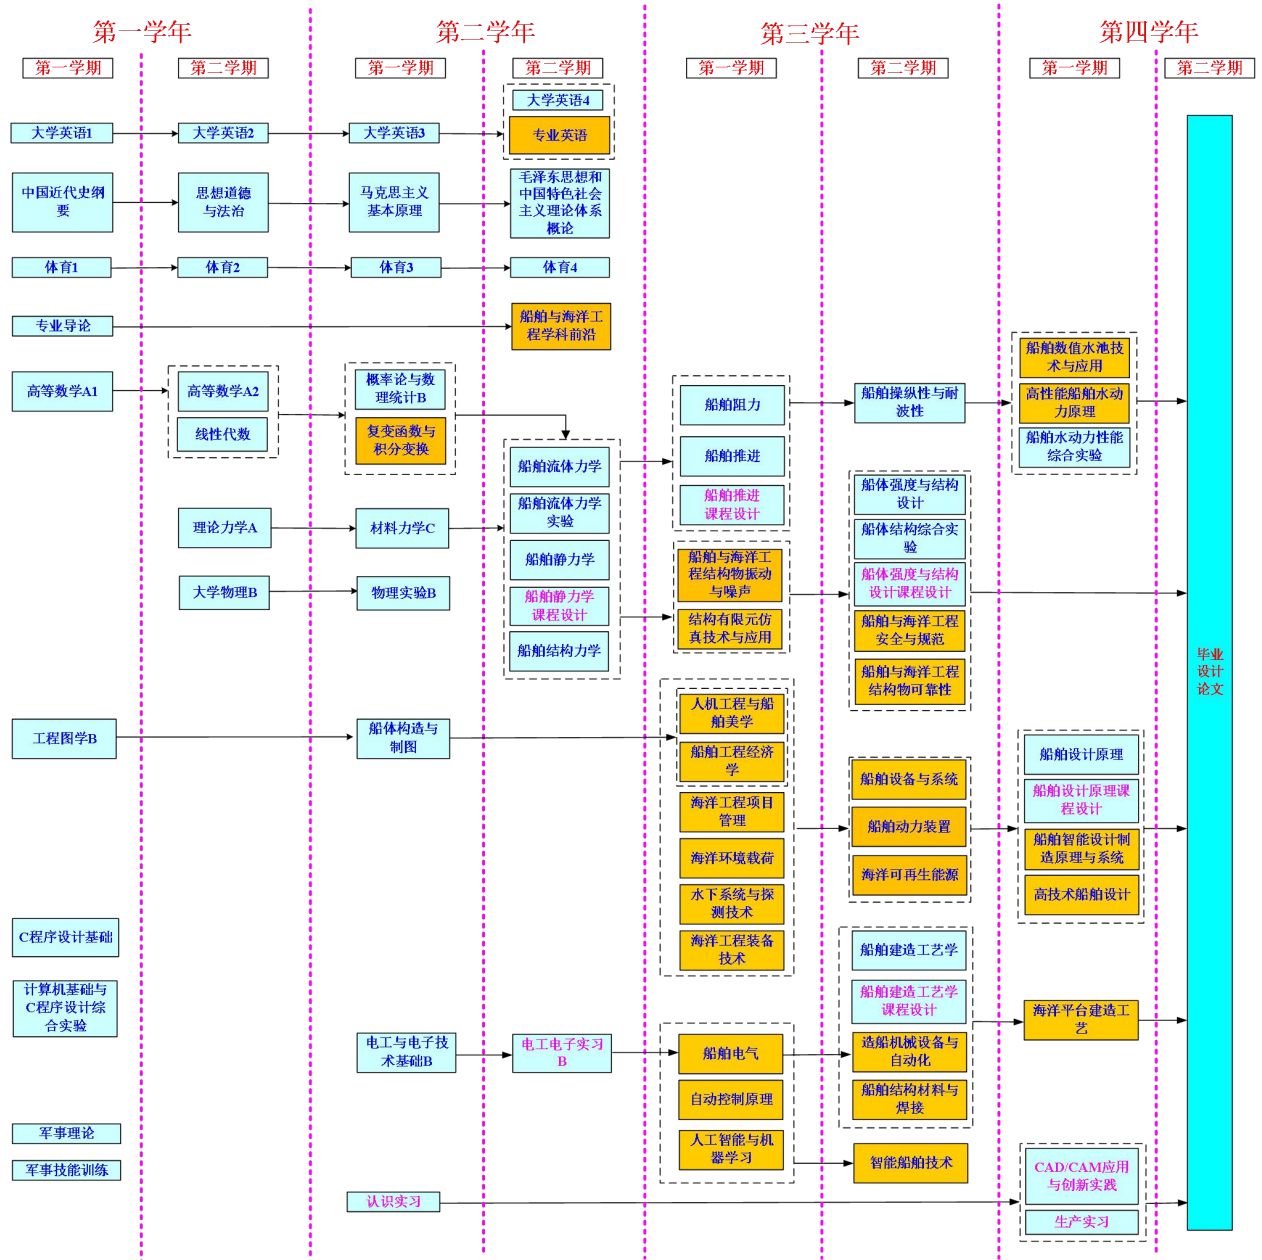 第一学年
第二学年
第三学年
第四学年
第一学期
第二学期
第一学期
第二学期
第一学期
第二学期
第一学期
第二学期
大学英语1
大学英语2
大学英语3
大学英语4
专业英语
中国近代史纲
要
思想道德
与法治
马克思主义
基本原理
毛泽东思想和
中国特色社会
主义理论体系
概论
体育1
体育2
体育3
体育4
专业导论
船舶与海洋工
程学科前沿
高等数学A1
高等数学A2
线性代数
概率论与数
理统计B
复变函数与
积分变换
船舶阻力
船舶推进
船舶推进
课程设计
船舶操纵性与耐
波性
船舶数值水池技
术与应用
高性能船舶水动
力原理
船舶水动力性能
综合实验
理论力学A
材料力学C
大学物理B
物理实验B
船舶流体力学
船舶流体力学
实验
船舶静力学
船舶静力学
课程设计
船舶结构力学
船舶与海洋工
程结构物振动
与噪声
结构有限元仿
真技术与应用
船体强度与结构
设计
船体结构综合实
验
船体强度与结构
设计课程设计
船舶与海洋工程
安全与规范
船舶与海洋工程
结构物可靠性
毕业
设计
论文
工程图学B
船体构造与
制图
人机工程与船
舶美学
船舶工程经济
学
海洋工程项目
管理
海洋环境载荷
水下系统与探
测技术
海洋工程装备
技术
船舶设备与系统
船舶动力装置
海洋可再生能源
船舶设计原理
船舶设计原理课
程设计
船舶智能设计制
造原理与系统
高技术船舶设计
C程序设计基础
计算机基础与
C程序设计综
合实验
电工与电子技
术基础B
电工电子实习
B
船舶电气
自动控制原理
人工智能与机
器学习
船舶建造工艺学
船舶建造工艺学
课程设计
造船机械设备与
自动化
船舶结构材料与
焊接
海洋平台建造工
艺
智能船舶技术
军事理论
军事技能训练
认识实习
CAD/CAM应用
与创新实践
生产实习